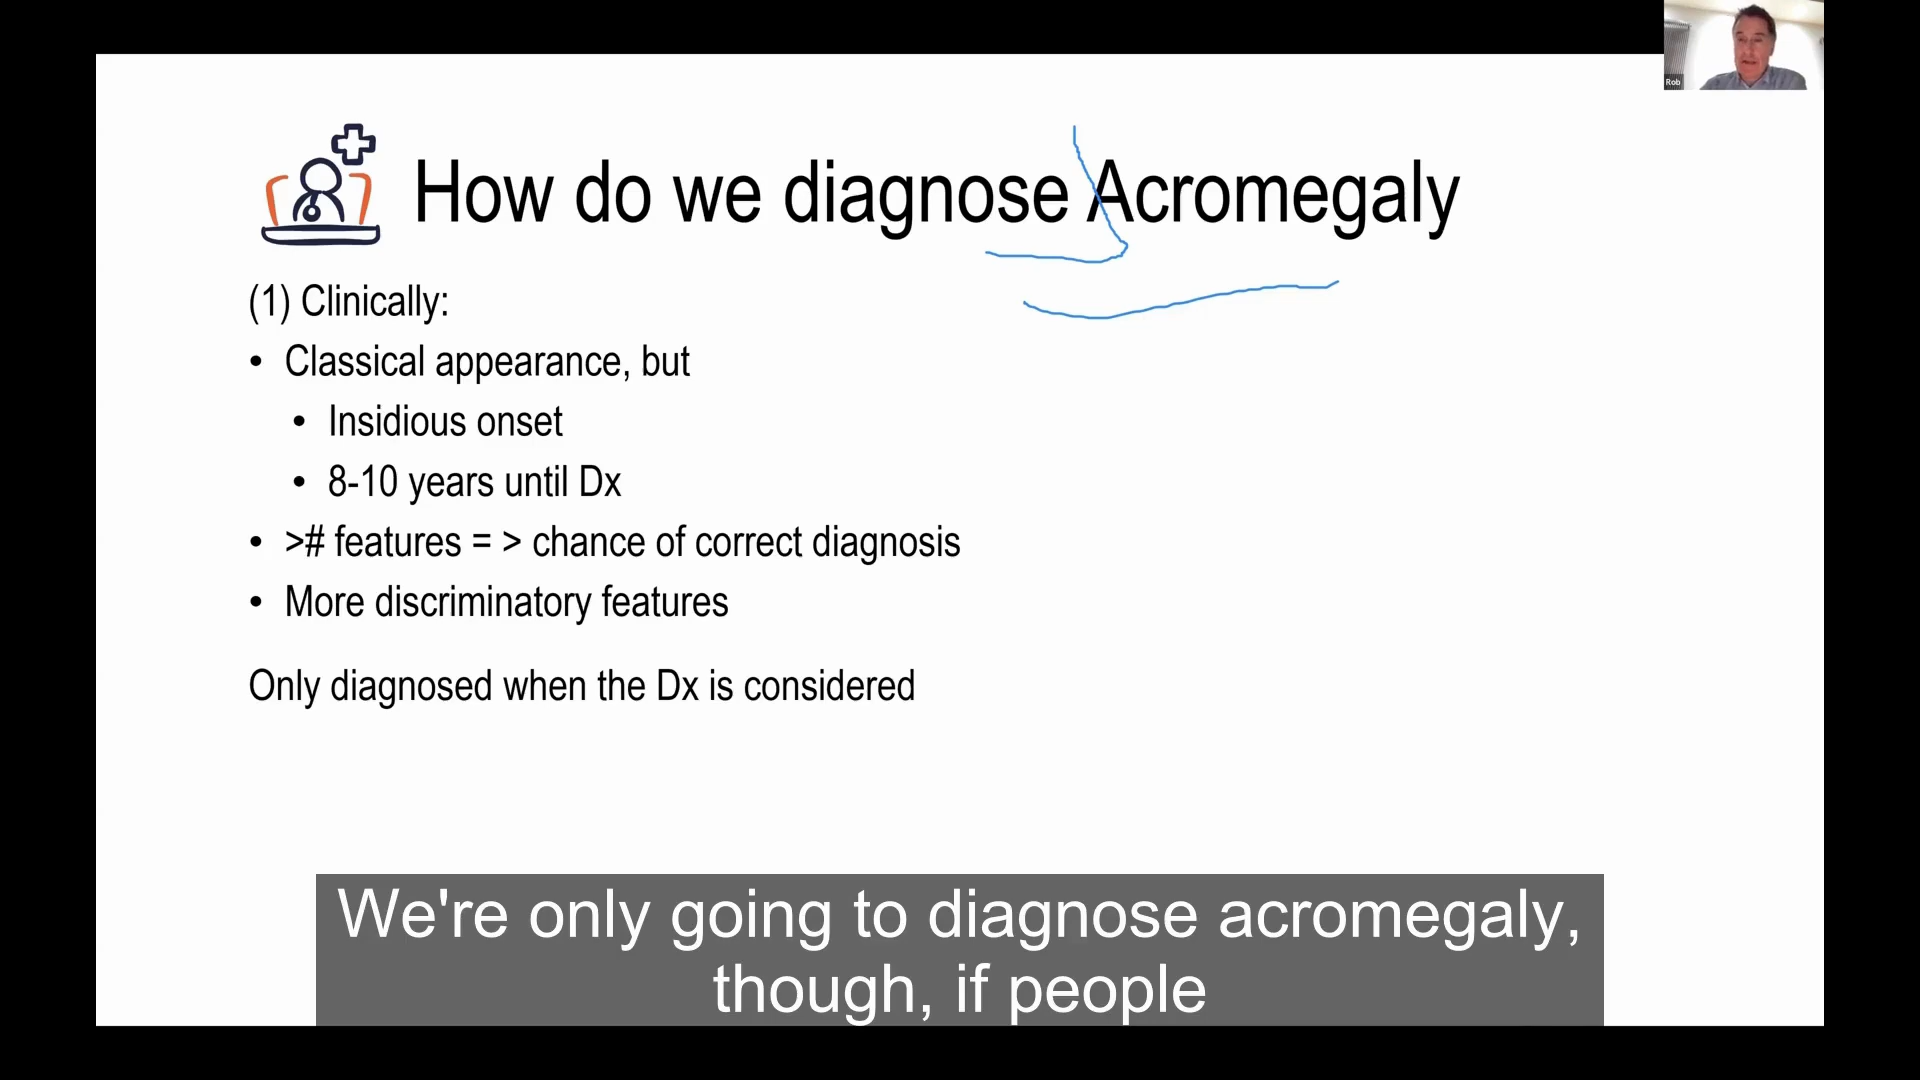 Rob
How do we diagnose Acromegaly
(1) Clinically:
• Classical appearance, but
• Insidious onset
• 8-10 years until Dx
• ># features = > chance of correct diagnosis
• More discriminatory features
Only diagnosed when the Dx is considered
We're only going to diagnose acromegaly,
though, if people